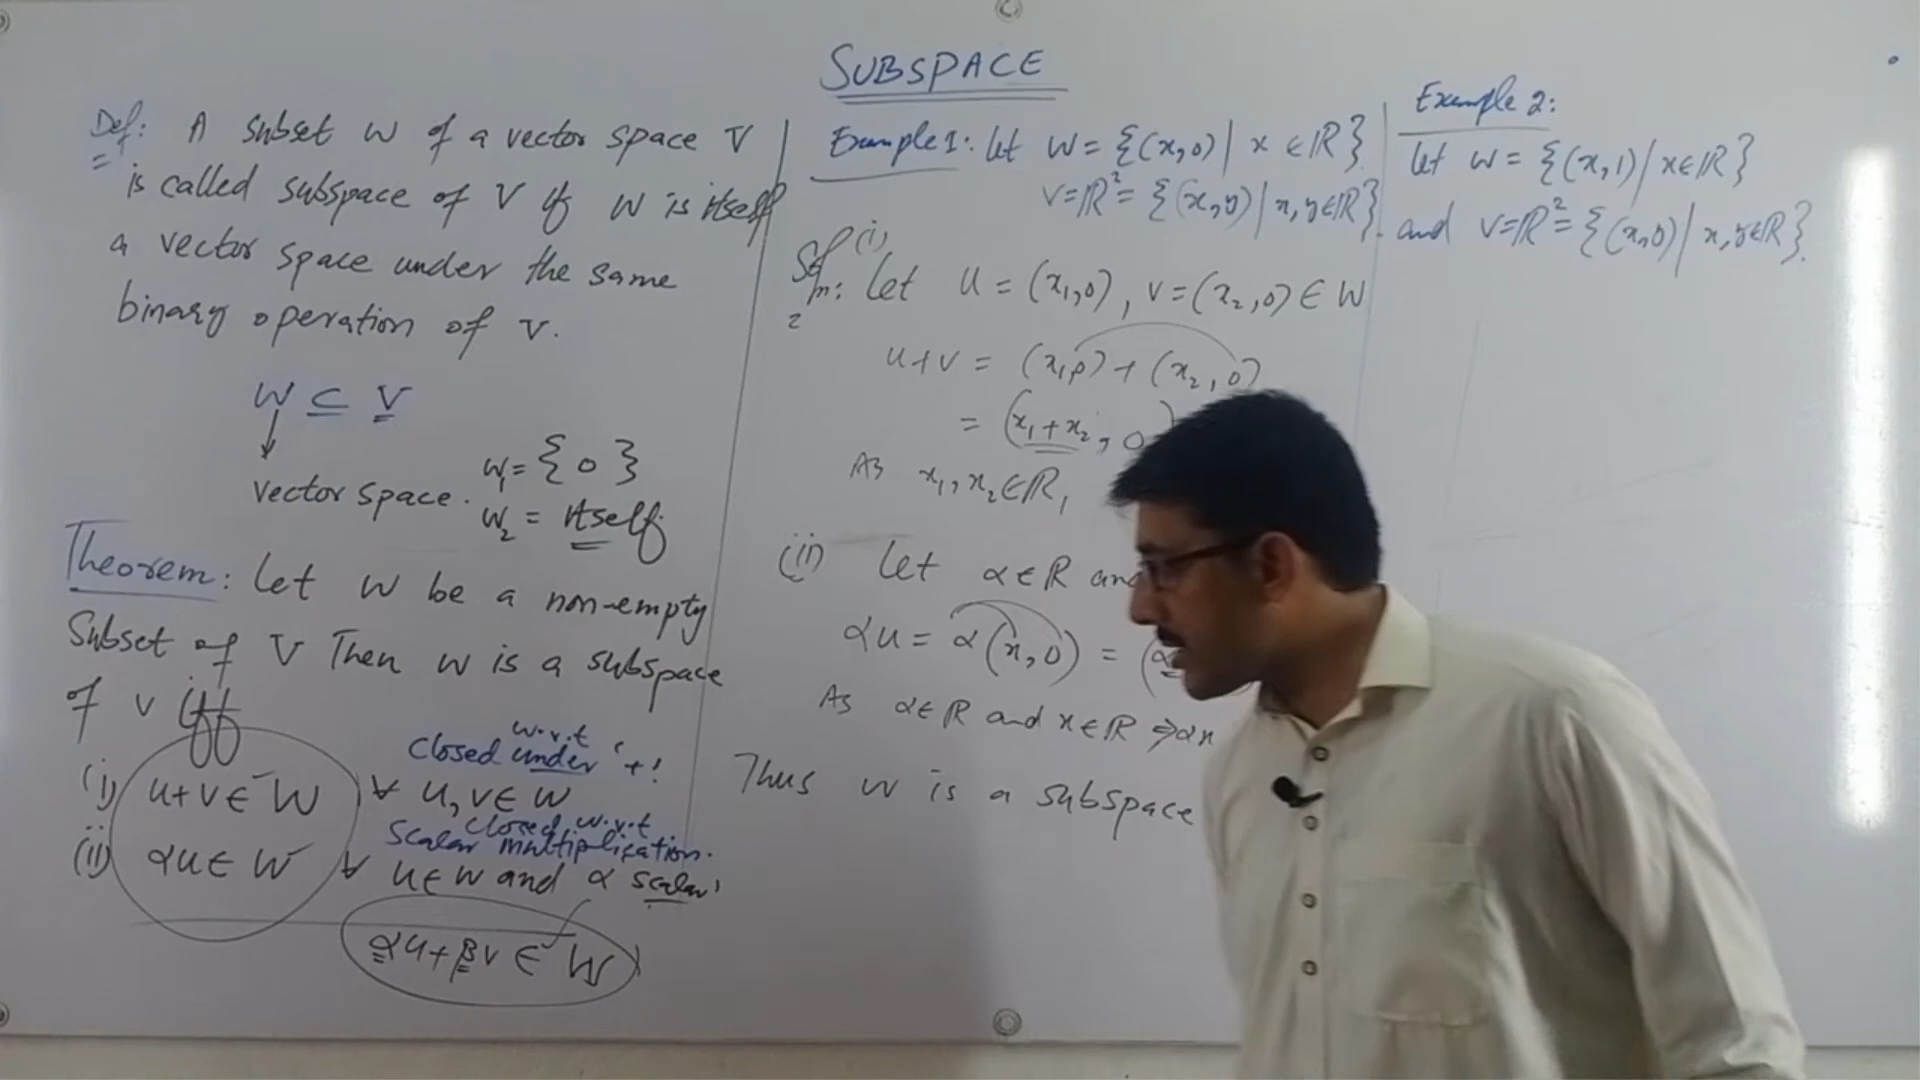 SUBSPACE
Def: A subset W of a vector space V
is called subspace of V if W is itself
a vector space under the same
binary operation of V.
W ⊆ V
↓
vector space.
W₁ = { 0 }
W₂ = itself
Theorem: Let W be a non-empty
Subset of V Then W is a subspace
of V iff
closed under w.r.t '+'
(i) u+v ∈ W ∀ u, v ∈ W
closed w.r.t
scalar multiplication.
(ii) αu ∈ W ∀ u ∈ W and α scalar
αu + βv ∈ W
Example 1: let W = {(x,0) | x ∈ ℝ}
V = ℝ² = {(x,y) | x, y ∈ ℝ}.
Solm: (i) Let u = (x₁,0), v = (x₂,0) ∈ W
u+v = (x₁,0) + (x₂,0)
= (x₁+x₂, 0
As x₁, x₂ ∈ ℝ,
(ii) Let α ∈ ℝ and
αu = α(x,0) = (α
As α ∈ ℝ and x ∈ ℝ ⇒ αx
Thus W is a subspace
Example 2:
let W = {(x,1) | x ∈ ℝ}
and V = ℝ² = {(x,y) | x, y ∈ ℝ}.